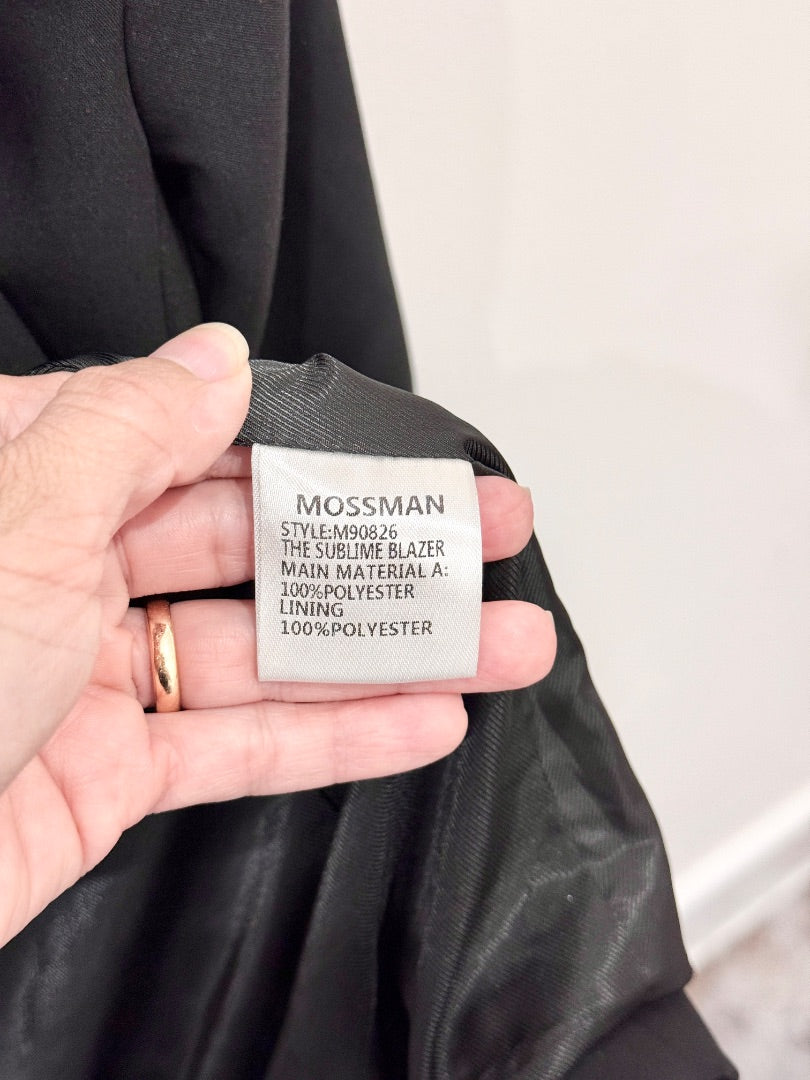 MOSSMAN
STYLE:M90826
THE SUBLIME BLAZER
MAIN MATERIAL A:
100%POLYESTER
LINING
100%POLYESTER